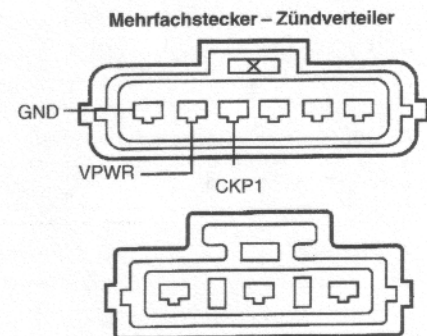 Mehrfachstecker – Zündverteiler
GND
VPWR
CKP1